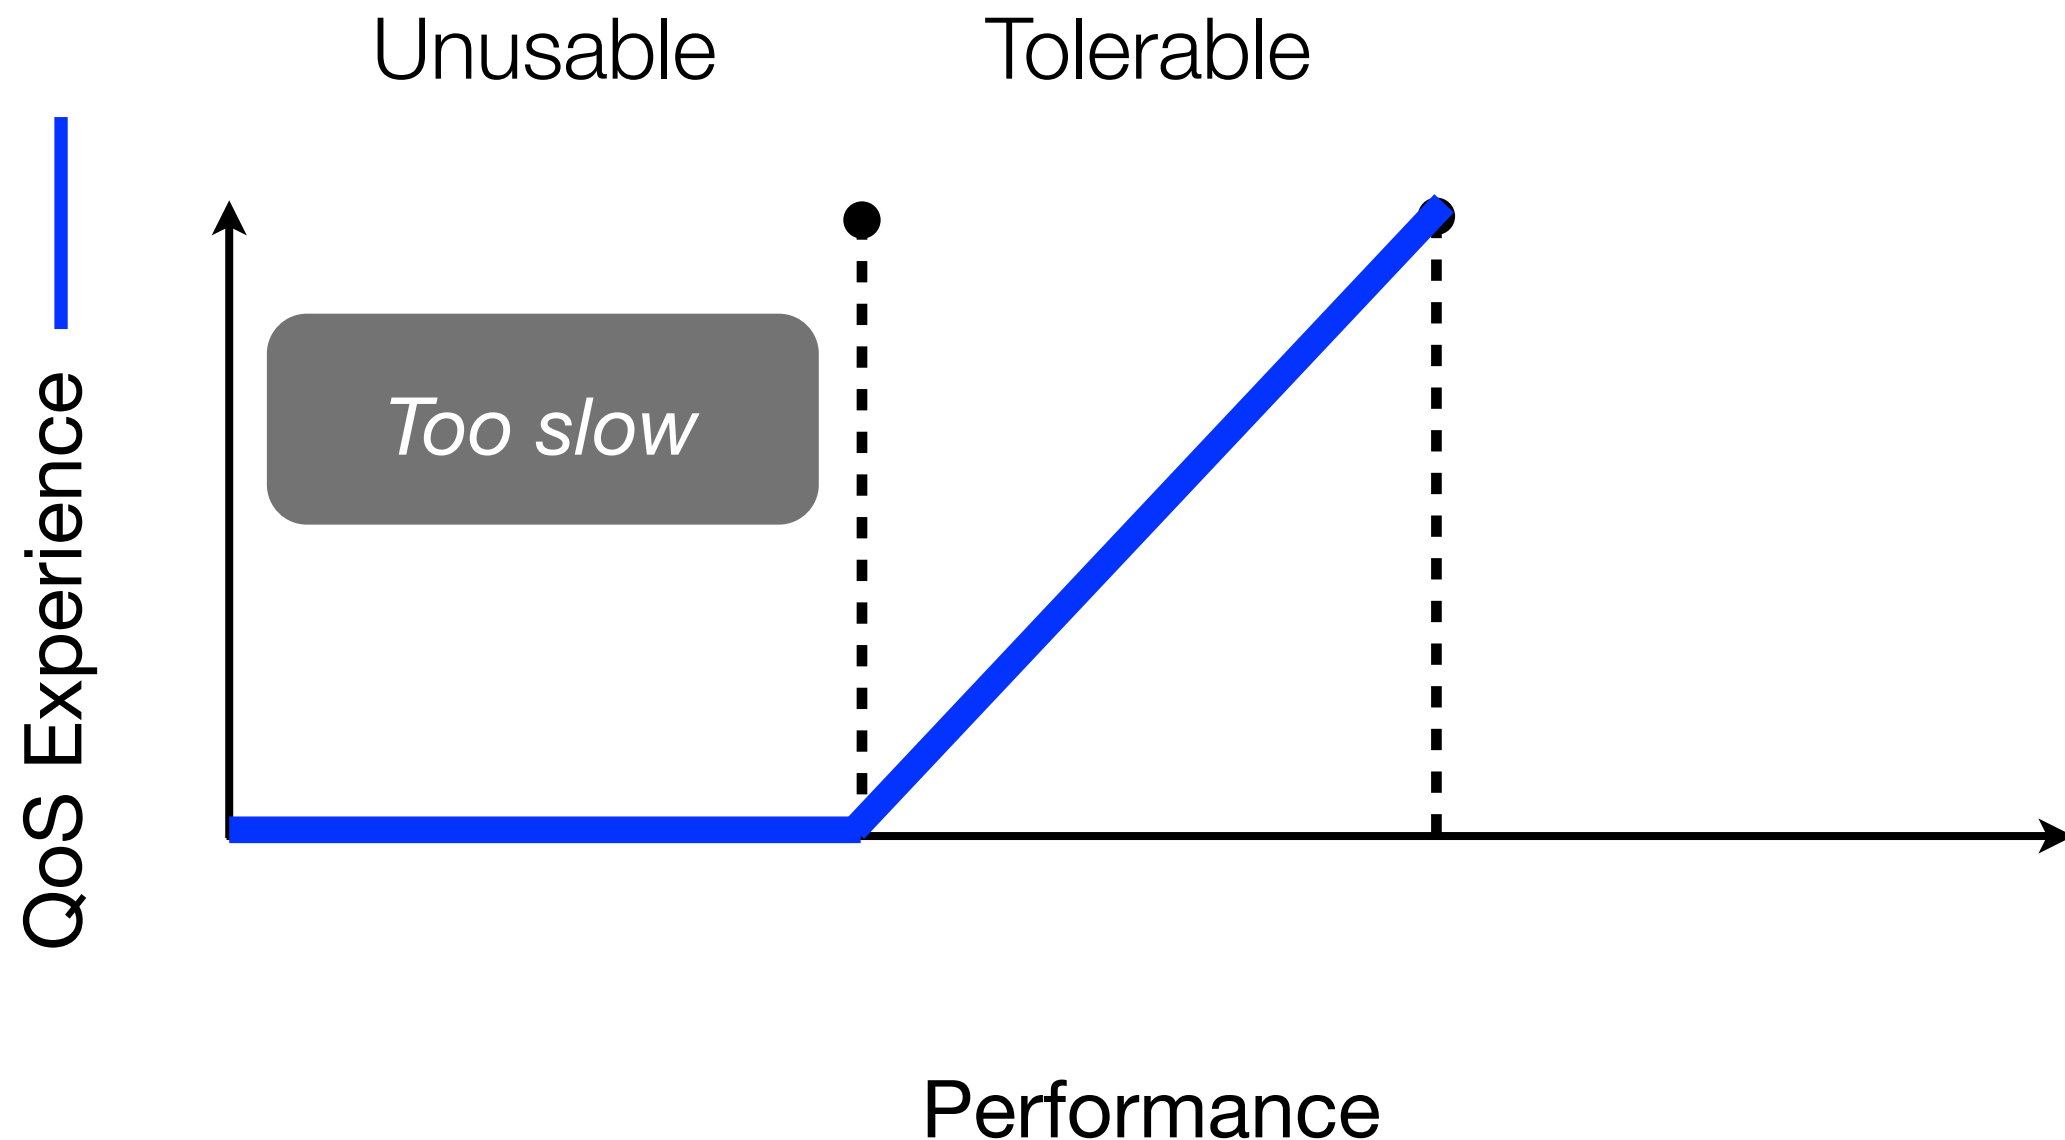 Unusable
Tolerable
QoS Experience
Too slow
Performance